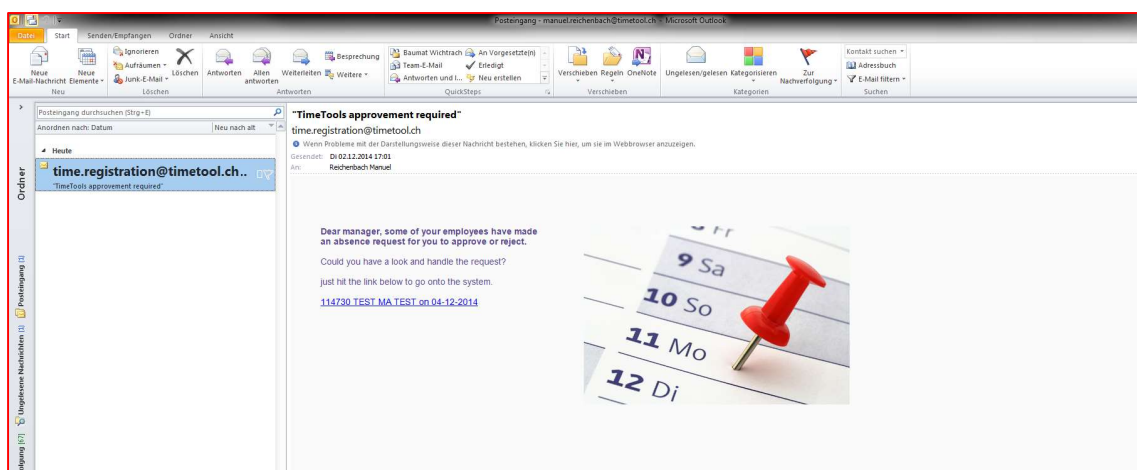 Posteingang - manuel.reichenbach@timetool.ch - Microsoft Outlook
Datei Start Senden/Empfangen Ordner Ansicht
Neue E-Mail-Nachricht
Neue Elemente
Neu
Ignorieren
Aufräumen
Junk-E-Mail
Löschen
Löschen
Antworten
Allen antworten
Weiterleiten
Besprechung
Weitere
Antworten
Baumat Wichtrach
Team-E-Mail
Antworten und l...
An Vorgesetzte(n)
Erledigt
Neu erstellen
QuickSteps
Verschieben
Regeln
OneNote
Verschieben
Ungelesen/gelesen
Kategorisieren
Zur Nachverfolgung
Kategorien
Kontakt suchen
Adressbuch
E-Mail filtern
Suchen
Ordner
Posteingang [1]
Ungelesene Nachrichten [1]
olgung [67]
Posteingang durchsuchen (Strg+E)
Anordnen nach: Datum Neu nach alt
Heute
time.registration@timetool.ch..
"TimeTools approvement required"
"TimeTools approvement required"
time.registration@timetool.ch
Wenn Probleme mit der Darstellungsweise dieser Nachricht bestehen, klicken Sie hier, um sie im Webbrowser anzuzeigen.
Gesendet: Di 02.12.2014 17:01
An: Reichenbach Manuel
Dear manager, some of your employees have made
an absence request for you to approve or reject.
Could you have a look and handle the request?
just hit the link below to go onto the system.
114730 TEST MA TEST on 04-12-2014
Fr
9 Sa
10 So
11 Mo
12 Di